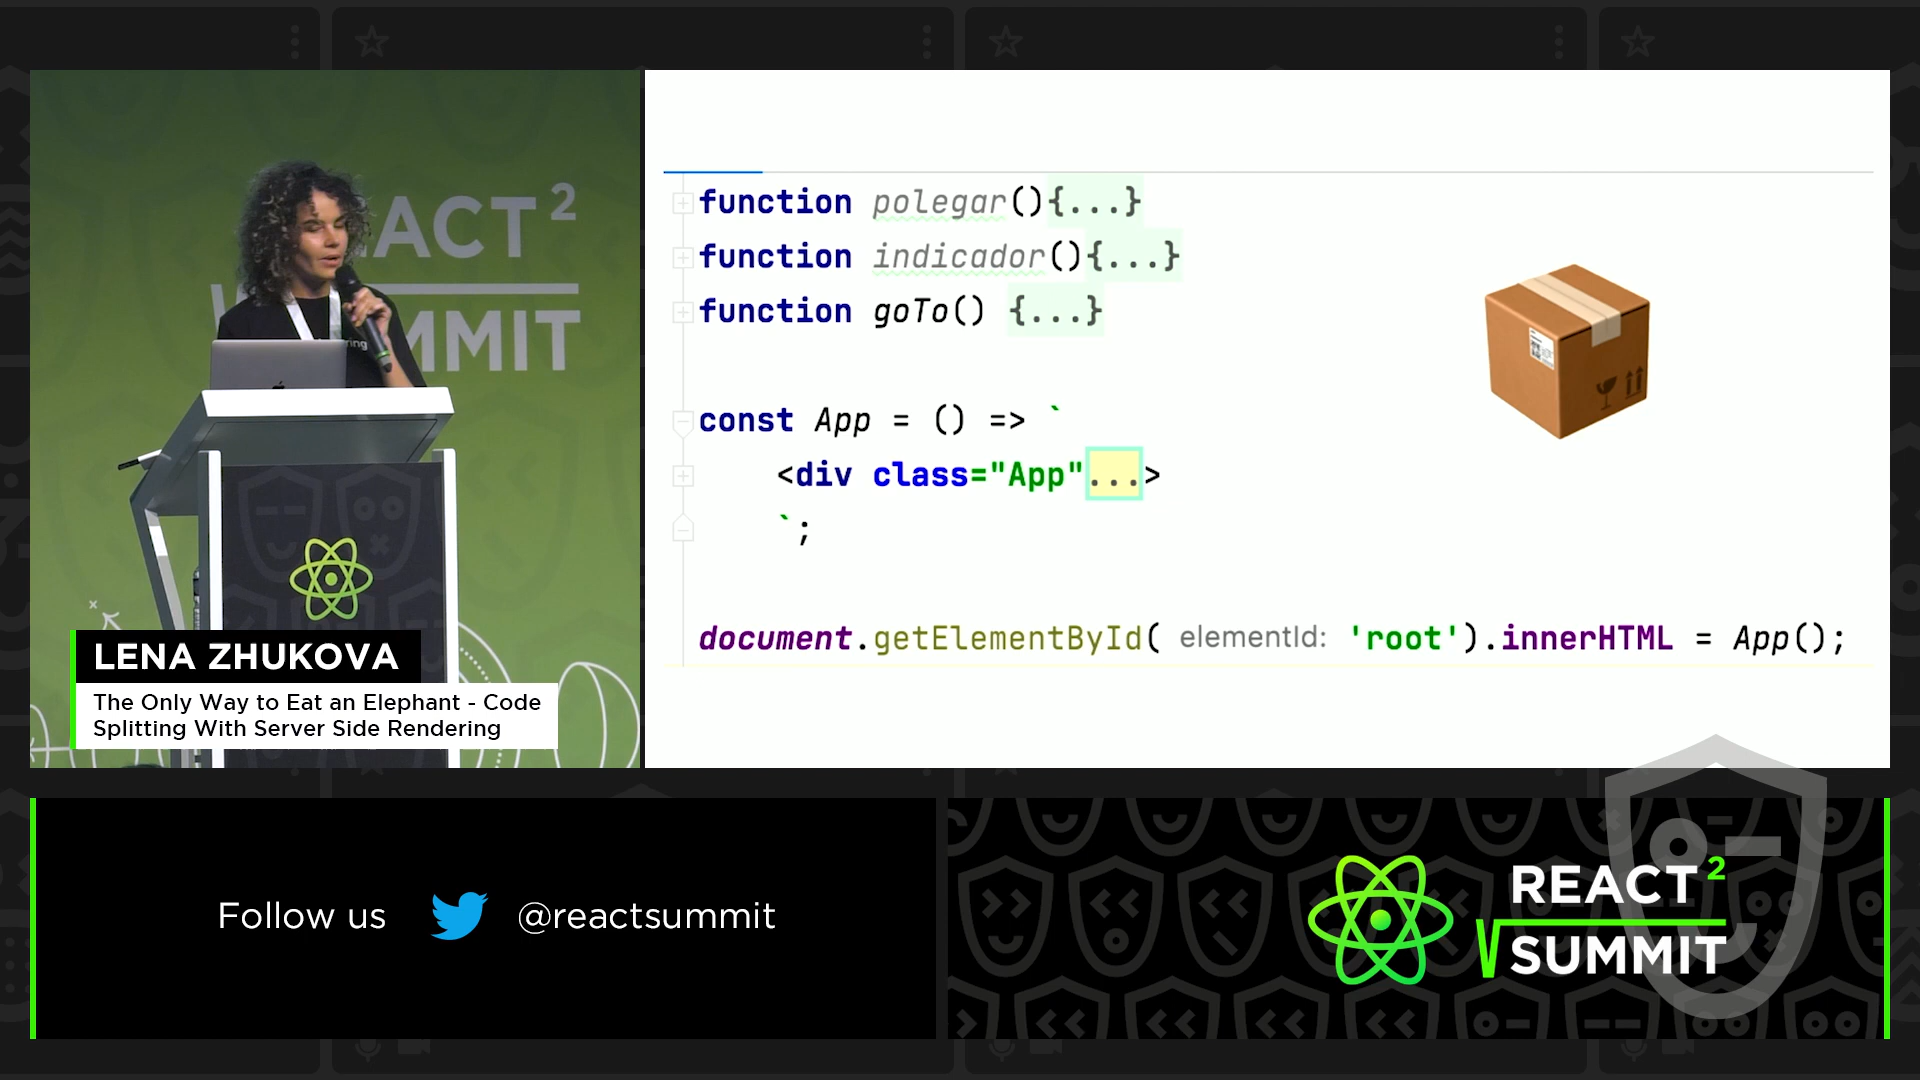 REACT 2
SUMMIT
ring
LENA ZHUKOVA
The Only Way to Eat an Elephant - Code
Splitting With Server Side Rendering
function polegar(){...}
function indicador(){...}
function goTo() {...}
const App = () => `
<div class="App"...>
`;
document.getElementById( elementId: 'root').innerHTML = App();
Follow us @reactsummit
REACT 2
SUMMIT